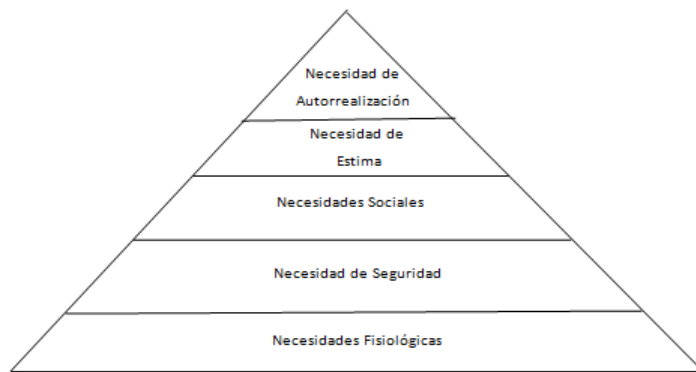 Necesidad de
Autorrealización
Necesidad de
Estima
Necesidades Sociales
Necesidad de Seguridad
Necesidades Fisiológicas